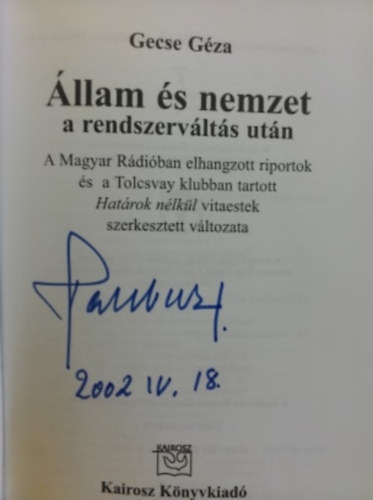 Gecse Géza
Állam és nemzet
a rendszerváltás után
A Magyar Rádióban elhangzott riportok
és a Tolcsvay klubban tartott
Határok nélkül vitaestek
szerkesztett változata
2002 IV. 18.
KAIROSZ
Kairosz Könyvkiadó